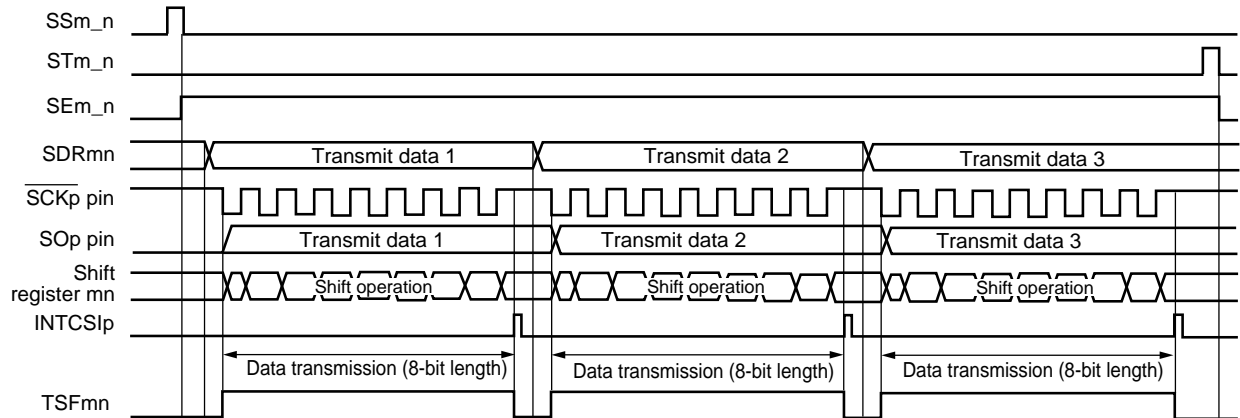 SSm_n
STm_n
SEm_n
SDRmn Transmit data 1 Transmit data 2 Transmit data 3
SCKp pin
SOp pin Transmit data 1 Transmit data 2 Transmit data 3
Shift
register mn Shift operation Shift operation Shift operation
INTCSIp
Data transmission (8-bit length) Data transmission (8-bit length) Data transmission (8-bit length)
TSFmn